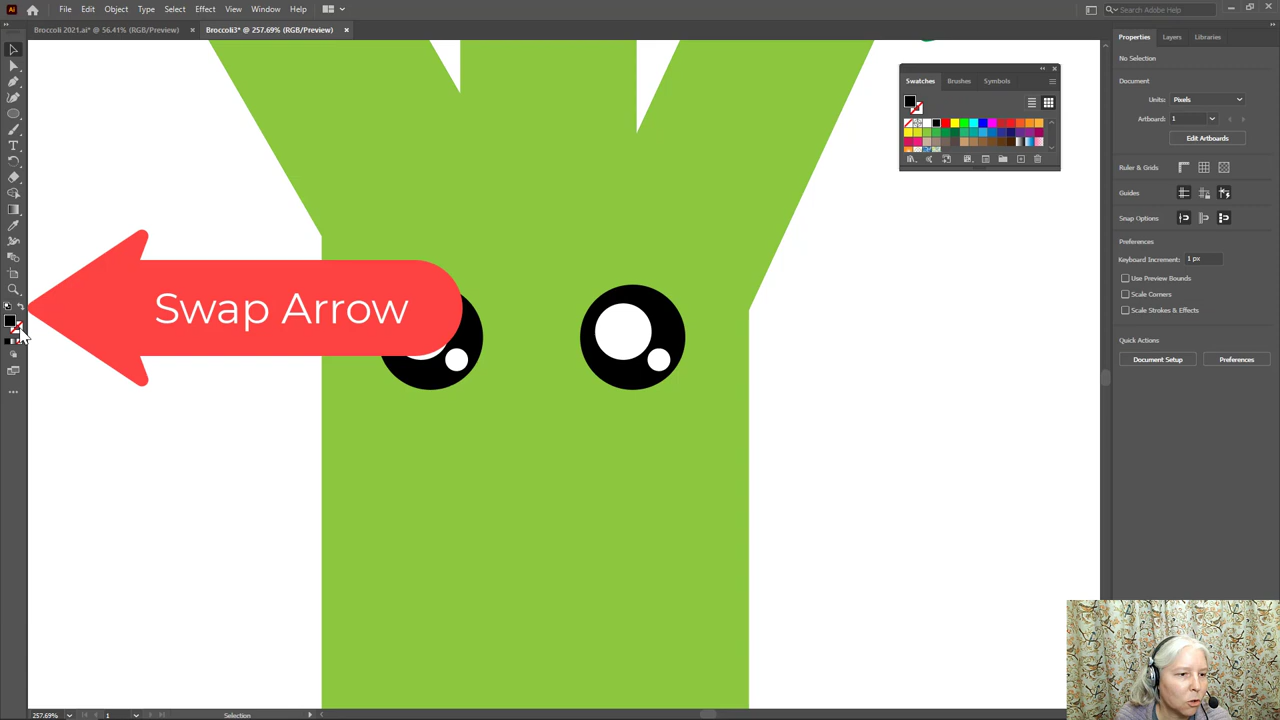 Ai File Edit Object Type Select Effect View Window Help
Search Adobe Help
Broccoli 2021.ai* @ 56.41% (RGB/Preview) ×
Broccoli3* @ 257.69% (RGB/Preview) ×
Swatches Brushes Symbols
Swap Arrow
Properties Layers Libraries
No Selection
Document
Units: Pixels
Artboard: 1
Edit Artboards
Ruler & Grids
Guides
Snap Options
Preferences
Keyboard Increment: 1 px
Use Preview Bounds
Scale Corners
Scale Strokes & Effects
Quick Actions
Document Setup Preferences
257.69% 1 Selection